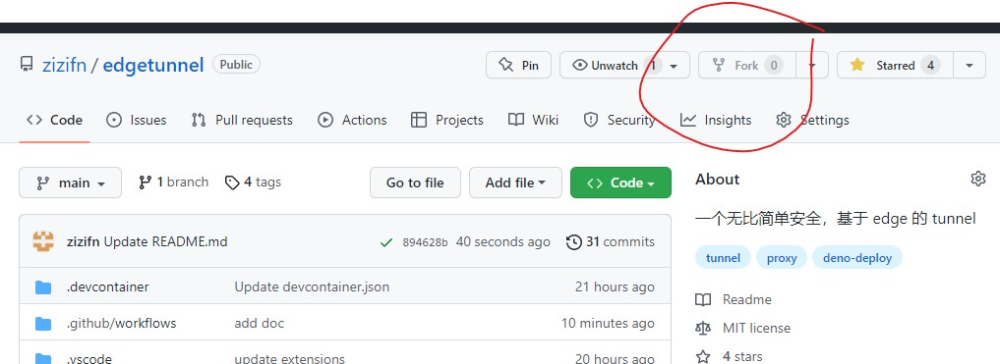 zizifn / edgetunnel Public Pin Unwatch 1 Fork 0 Starred 4
Code Issues Pull requests Actions Projects Wiki Security Insights Settings
main 1 branch 4 tags Go to file Add file Code
zizifn Update README.md 894628b 40 seconds ago 31 commits
.devcontainer Update devcontainer.json 21 hours ago
.github/workflows add doc 10 minutes ago
.vscode update extensions 20 hours ago
About
一个无比简单安全，基于 edge 的 tunnel
tunnel proxy deno-deploy
Readme
MIT license
4 stars